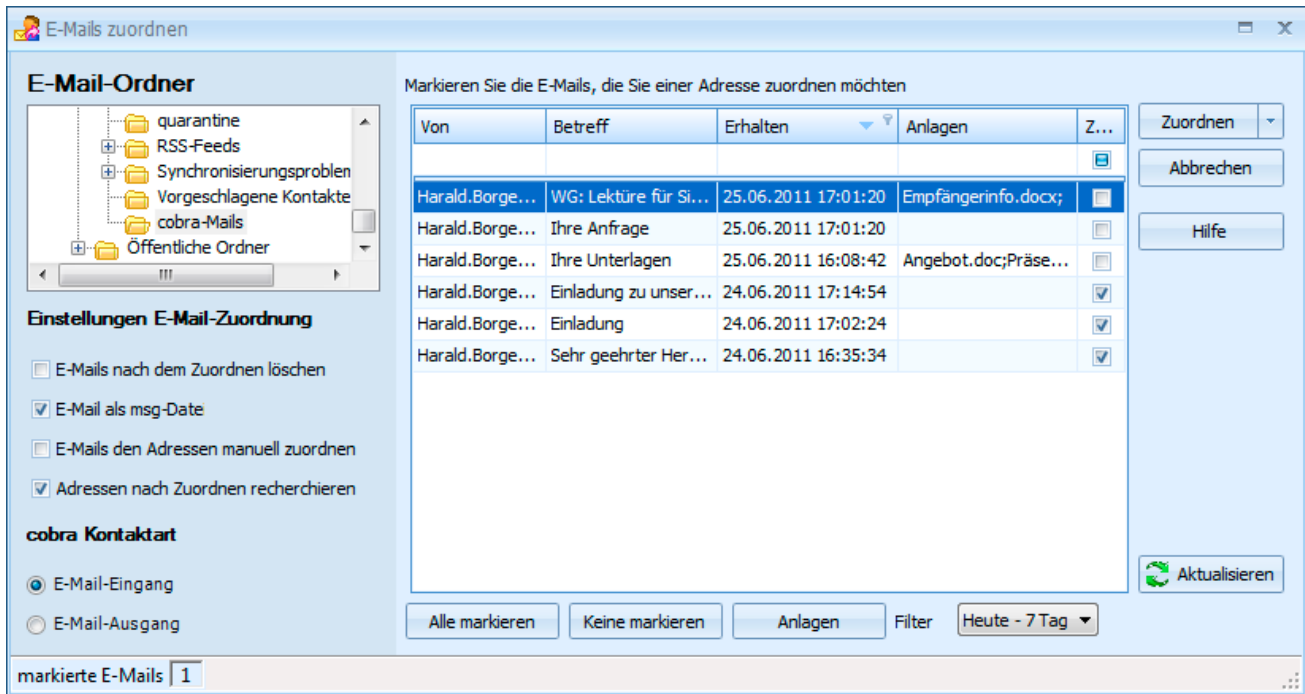 E-Mails zuordnen
E-Mail-Ordner
quarantine
RSS-Feeds
Synchronisierungsproblem
Vorgeschlagene Kontakte
cobra-Mails
Öffentliche Ordner
Einstellungen E-Mail-Zuordnung
E-Mails nach dem Zuordnen löschen
E-Mail als msg-Date
E-Mails den Adressen manuell zuordnen
Adressen nach Zuordnen recherchieren
cobra Kontaktart
E-Mail-Eingang
E-Mail-Ausgang
Markieren Sie die E-Mails, die Sie einer Adresse zuordnen möchten
Von Betreff Erhalten Anlagen Z...
Harald.Borge... WG: Lektüre für Si... 25.06.2011 17:01:20 Empfängerinfo.docx;
Harald.Borge... Ihre Anfrage 25.06.2011 17:01:20
Harald.Borge... Ihre Unterlagen 25.06.2011 16:08:42 Angebot.doc;Präse...
Harald.Borge... Einladung zu unser... 24.06.2011 17:14:54
Harald.Borge... Einladung 24.06.2011 17:02:24
Harald.Borge... Sehr geehrter Her... 24.06.2011 16:35:34
Alle markieren Keine markieren Anlagen Filter Heute - 7 Tag
Zuordnen
Abbrechen
Hilfe
Aktualisieren
markierte E-Mails 1